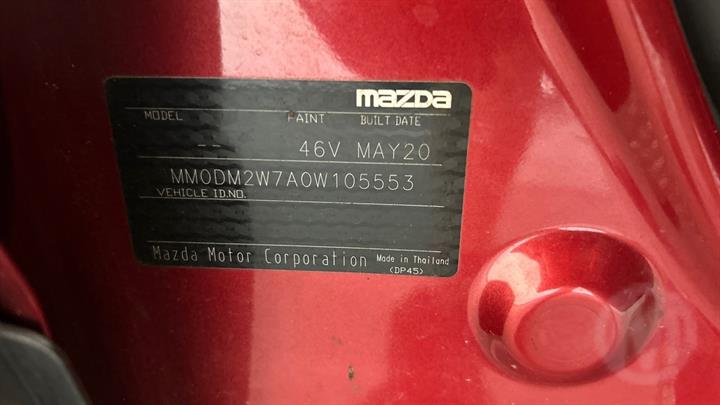 mazda
MODEL PAINT BUILT DATE
-- 46V MAY20
MM0DM2W7A0W105553
VEHICLE ID.NO.
Mazda Motor Corporation Made in Thailand
(DP45)